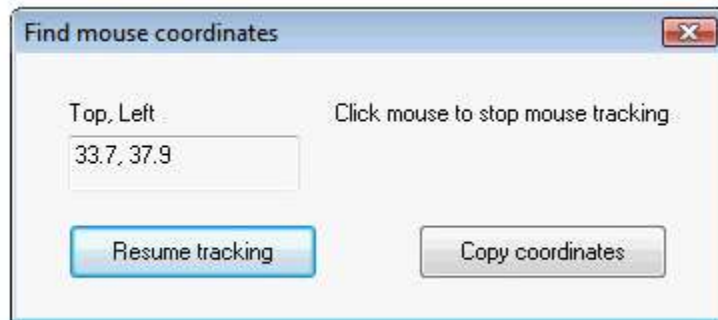 Find mouse coordinates
Top, Left
Click mouse to stop mouse tracking
33.7, 37.9
Resume tracking
Copy coordinates